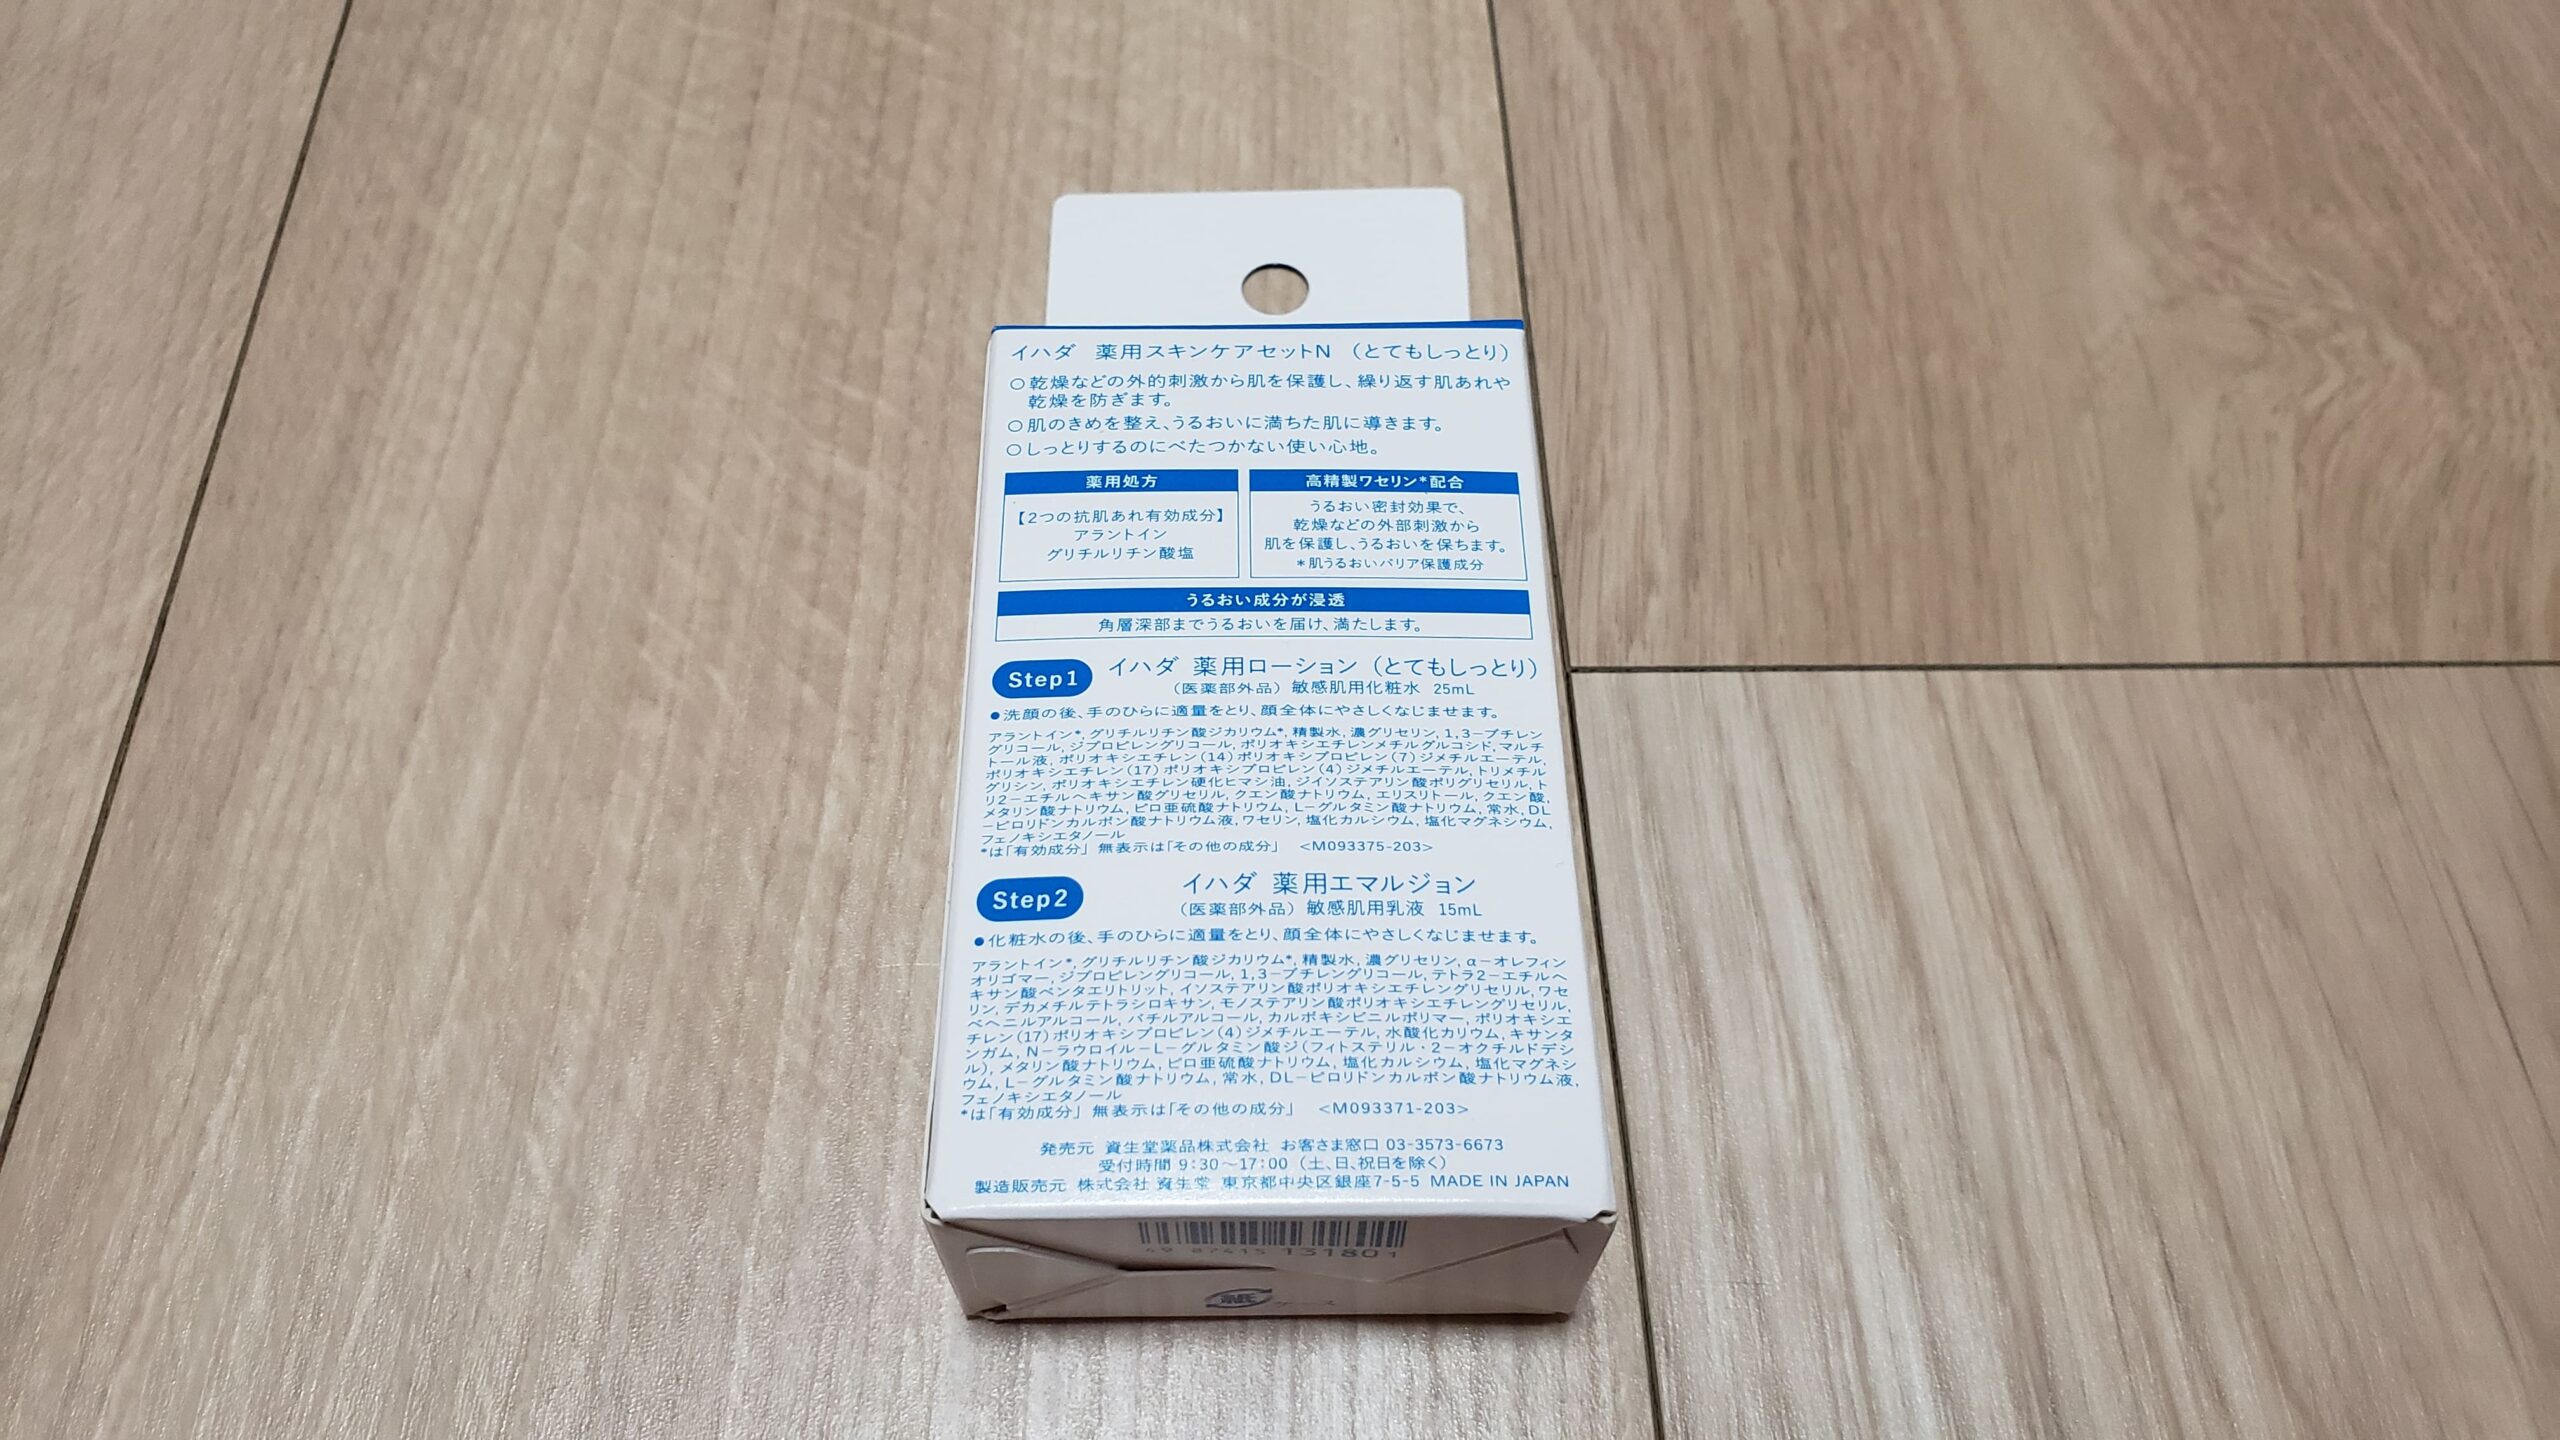 イハダ 薬用スキンケアセットN (とてもしっとり)
○乾燥などの外的刺激から肌を保護し、繰り返す肌あれや
乾燥を防ぎます。
○肌のきめを整え、うるおいに満ちた肌に導きます。
○しっとりするのにべたつかない使い心地。
薬用処方
【2つの抗肌あれ有効成分】
アラントイン
グリチルリチン酸塩
高精製ワセリン*配合
うるおい密封効果で、
乾燥などの外部刺激から
肌を保護し、うるおいを保ちます。
*肌うるおいバリア保護成分
うるおい成分が浸透
角層深部までうるおいを届け、満たします。
Step1 イハダ 薬用ローション (とてもしっとり)
(医薬部外品) 敏感肌用化粧水 25mL
●洗顔の後、手のひらに適量をとり、顔全体にやさしくなじませます。
アラントイン*, グリチルリチン酸ジカリウム*, 精製水, 濃グリセリン, 1,3−ブチレン
グリコール, ジプロピレングリコール, ポリオキシエチレンメチルグルコシド, マルチ
トール液, ポリオキシエチレン(14)ポリオキシプロピレン(7)ジメチルエーテル,
ポリオキシエチレン(17)ポリオキシプロピレン(4)ジメチルエーテル, トリメチル
グリシン, ポリオキシエチレン硬化ヒマシ油, ジイソステアリン酸ポリグリセリル, ト
リ2−エチルヘキサン酸グリセリル, クエン酸ナトリウム, エリスリトール, クエン酸,
メタリン酸ナトリウム, ピロ亜硫酸ナトリウム, L−グルタミン酸ナトリウム, 常水, DL
−ピロリドンカルボン酸ナトリウム液, ワセリン, 塩化カルシウム, 塩化マグネシウム,
フェノキシエタノール
*は「有効成分」 無表示は「その他の成分」 <M093375-203>
Step2 イハダ 薬用エマルジョン
(医薬部外品) 敏感肌用乳液 15mL
●化粧水の後、手のひらに適量をとり、顔全体にやさしくなじませます。
アラントイン*, グリチルリチン酸ジカリウム*, 精製水, 濃グリセリン, α−オレフィン
オリゴマー, ジプロピレングリコール, 1,3−ブチレングリコール, テトラ2−エチルヘ
キサン酸ペンタエリトリット, イソステアリン酸ポリオキシエチレングリセリル, ワセ
リン, デカメチルテトラシロキサン, モノステアリン酸ポリオキシエチレングリセリル,
ベヘニルアルコール, バチルアルコール, カルボキシビニルポリマー, ポリオキシエ
チレン(17)ポリオキシプロピレン(4)ジメチルエーテル, 水酸化カリウム, キサンタ
ンガム, N−ラウロイル−L−グルタミン酸ジ(フィトステリル・2−オクチルドデシ
ル), メタリン酸ナトリウム, ピロ亜硫酸ナトリウム, 塩化カルシウム, 塩化マグネシ
ウム, L−グルタミン酸ナトリウム, 常水, DL−ピロリドンカルボン酸ナトリウム液,
フェノキシエタノール
*は「有効成分」 無表示は「その他の成分」 <M093371-203>
発売元 資生堂薬品株式会社 お客さま窓口 03-3573-6673
受付時間 9:30〜17:00 (土、日、祝日を除く)
製造販売元 株式会社 資生堂 東京都中央区銀座7-5-5 MADE IN JAPAN
4987415 131801
紙 ケース